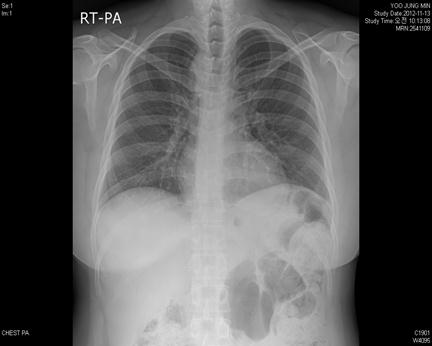 Se:1
Im:1
RT-PA
YOO JUNG MIN
Study Date:2012-11-13
Study Time:오전 10:13:08
MRN:2541109
CHEST PA.
C1901
W4095